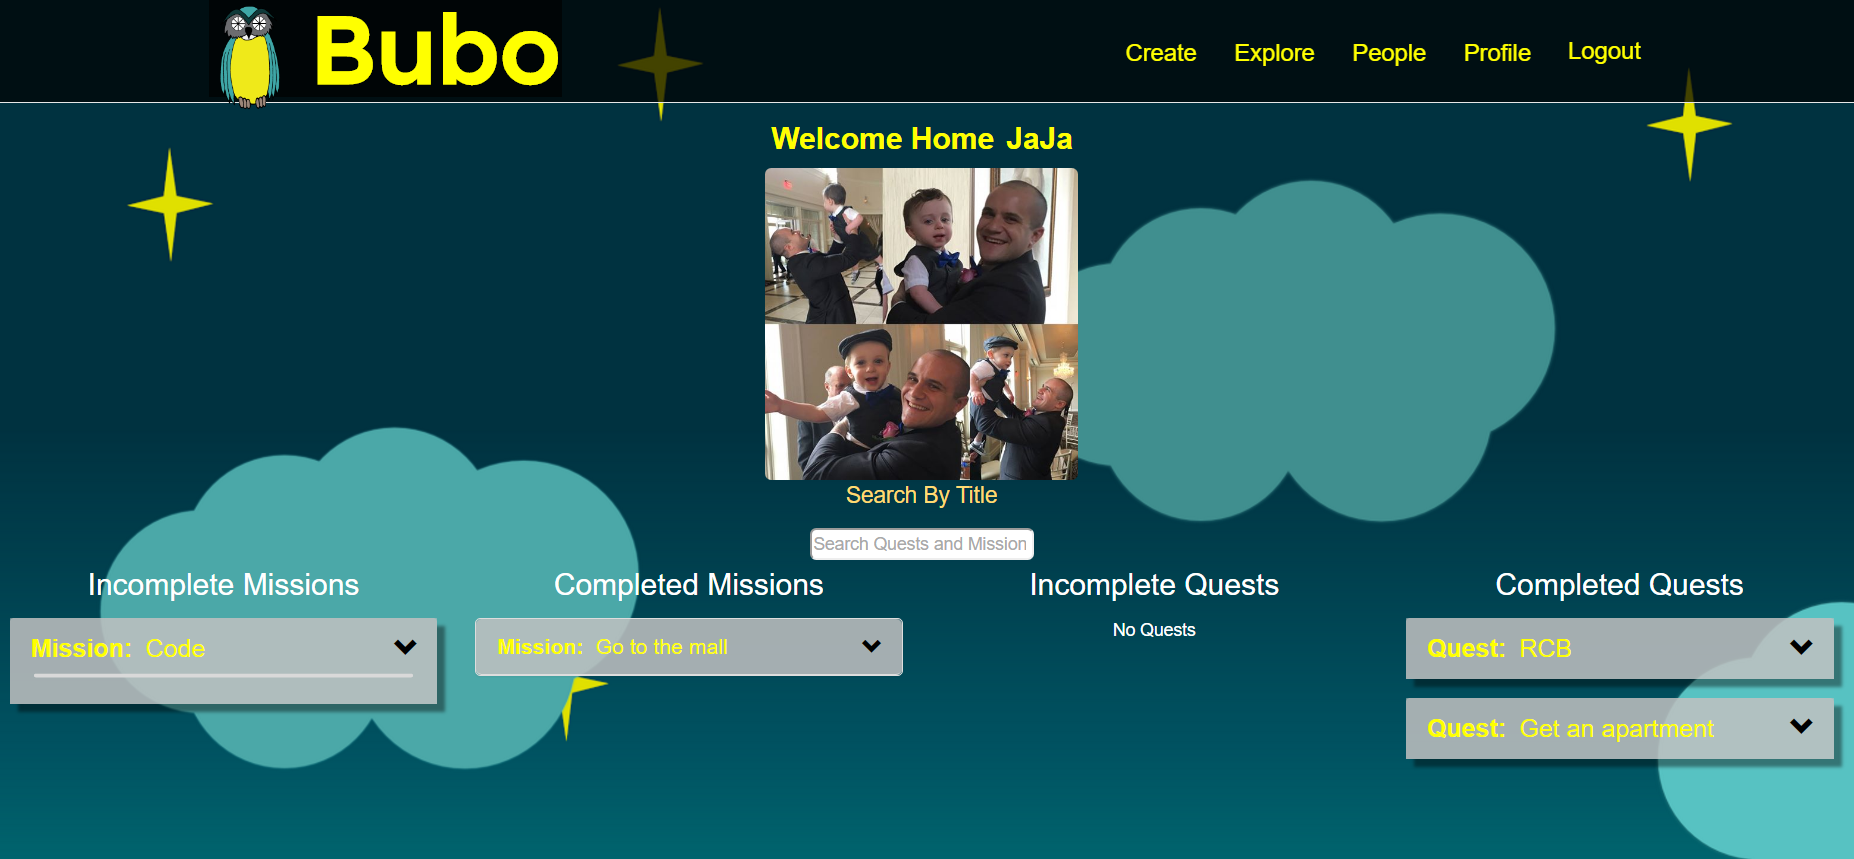 Bubo
Create Explore People Profile Logout
Welcome Home JaJa
Search By Title
Search Quests and Mission
Incomplete Missions
Mission: Code
Completed Missions
Mission: Go to the mall
Incomplete Quests
No Quests
Completed Quests
Quest: RCB
Quest: Get an apartment